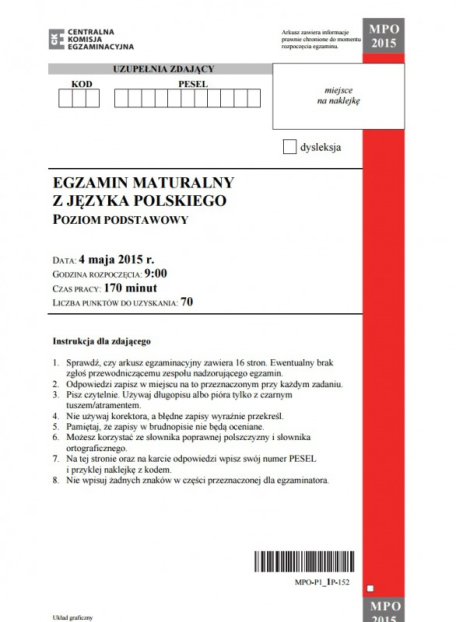 CENTRALNA
KOMISJA
EGZAMINACYJNA
Arkusz zawiera informacje
prawnie chronione do momentu
rozpoczęcia egzaminu.
MPO
2015
UZUPEŁNIA ZDAJĄCY
KOD PESEL
miejsce
na naklejkę
dysleksja
EGZAMIN MATURALNY
Z JĘZYKA POLSKIEGO
POZIOM PODSTAWOWY
DATA: 4 maja 2015 r.
GODZINA ROZPOCZĘCIA: 9:00
CZAS PRACY: 170 minut
LICZBA PUNKTÓW DO UZYSKANIA: 70
Instrukcja dla zdającego
1. Sprawdź, czy arkusz egzaminacyjny zawiera 16 stron. Ewentualny brak
zgłoś przewodniczącemu zespołu nadzorującego egzamin.
2. Odpowiedzi zapisz w miejscu na to przeznaczonym przy każdym zadaniu.
3. Pisz czytelnie. Używaj długopisu albo pióra tylko z czarnym
tuszem/atramentem.
4. Nie używaj korektora, a błędne zapisy wyraźnie przekreśl.
5. Pamiętaj, że zapisy w brudnopisie nie będą oceniane.
6. Możesz korzystać ze słownika poprawnej polszczyzny i słownika
ortograficznego.
7. Na tej stronie oraz na karcie odpowiedzi wpisz swój numer PESEL
i przyklej naklejkę z kodem.
8. Nie wpisuj żadnych znaków w części przeznaczonej dla egzaminatora.
MPO-P1_1P-152
Układ graficzny
MPO
2015